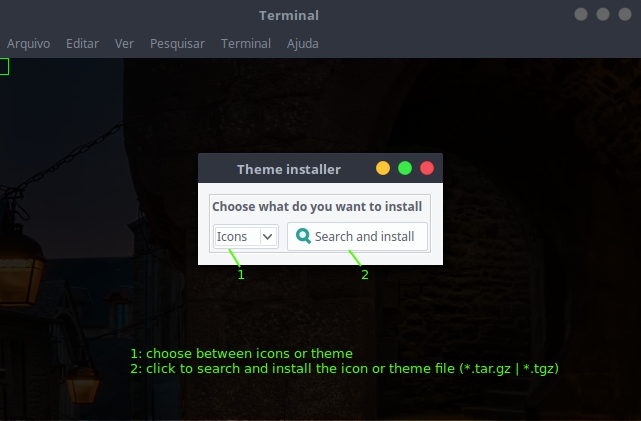 Terminal
Arquivo Editar Ver Pesquisar Terminal Ajuda
Theme installer
Choose what do you want to install
Icons Search and install
1 2
1: choose between icons or theme
2: click to search and install the icon or theme file (*.tar.gz | *.tgz)